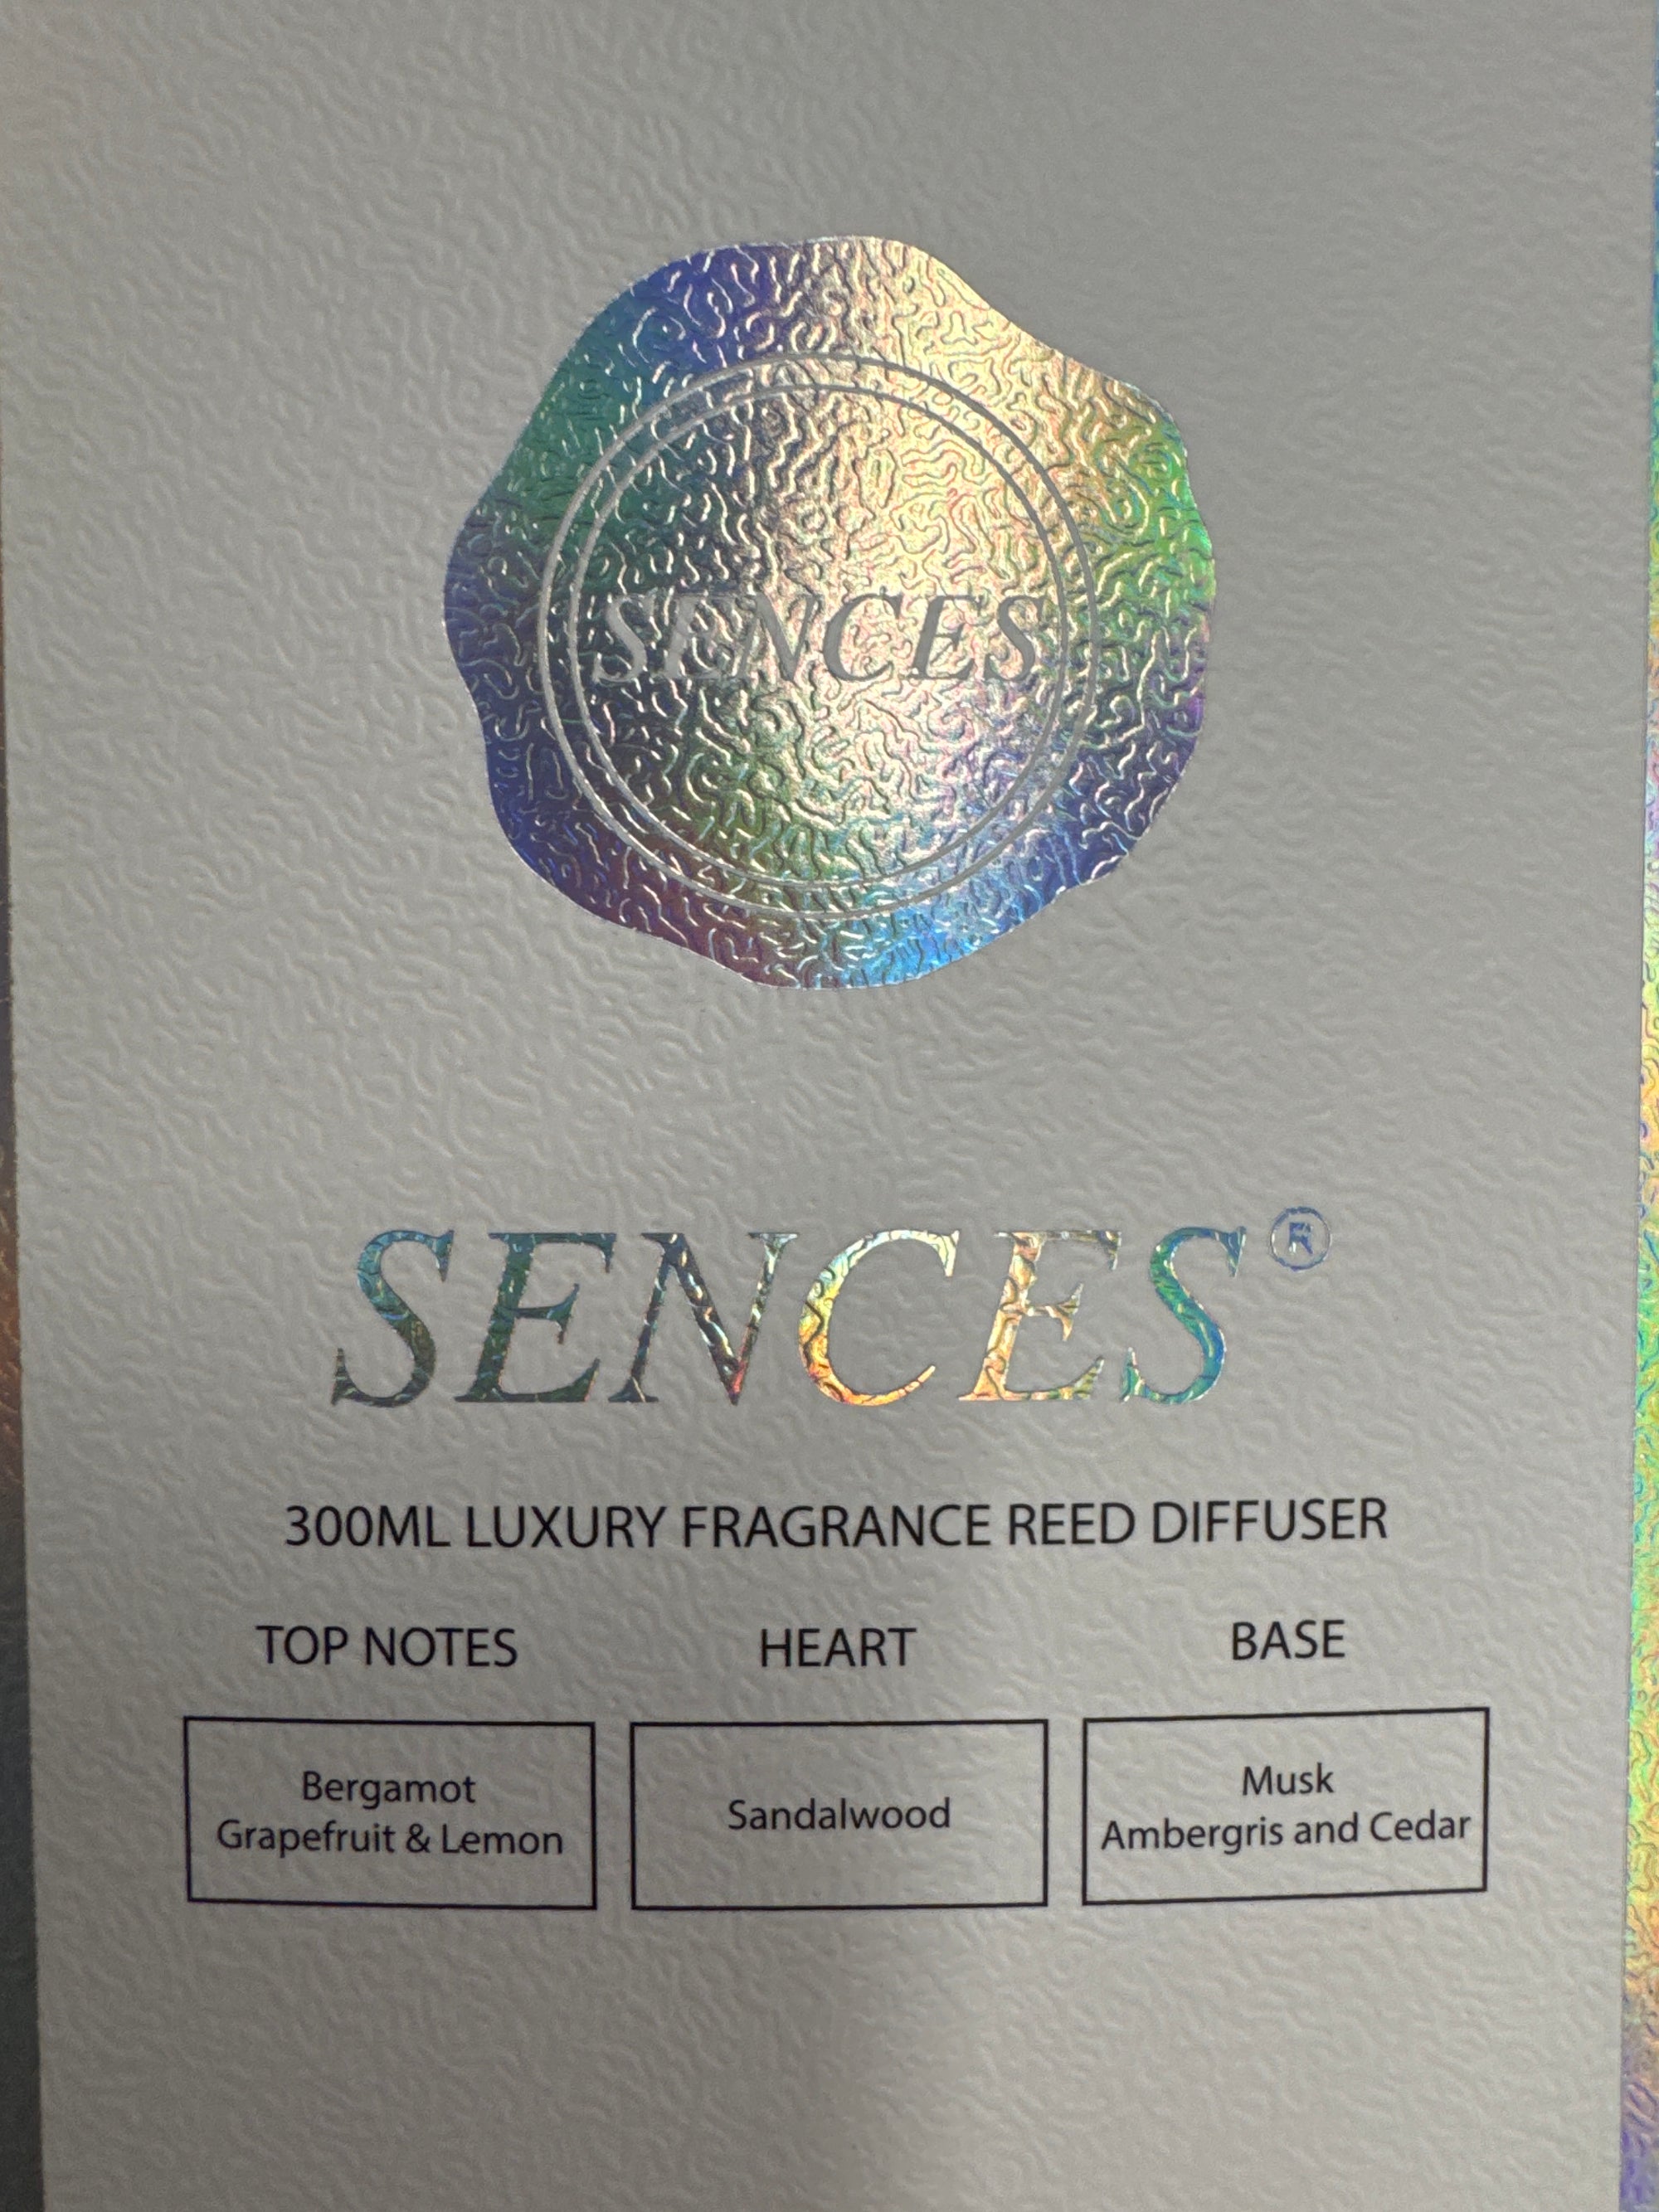 SENCES
SENCES®
300ML LUXURY FRAGRANCE REED DIFFUSER
TOP NOTES HEART BASE
Bergamot
Grapefruit & Lemon
Sandalwood
Musk
Ambergris and Cedar